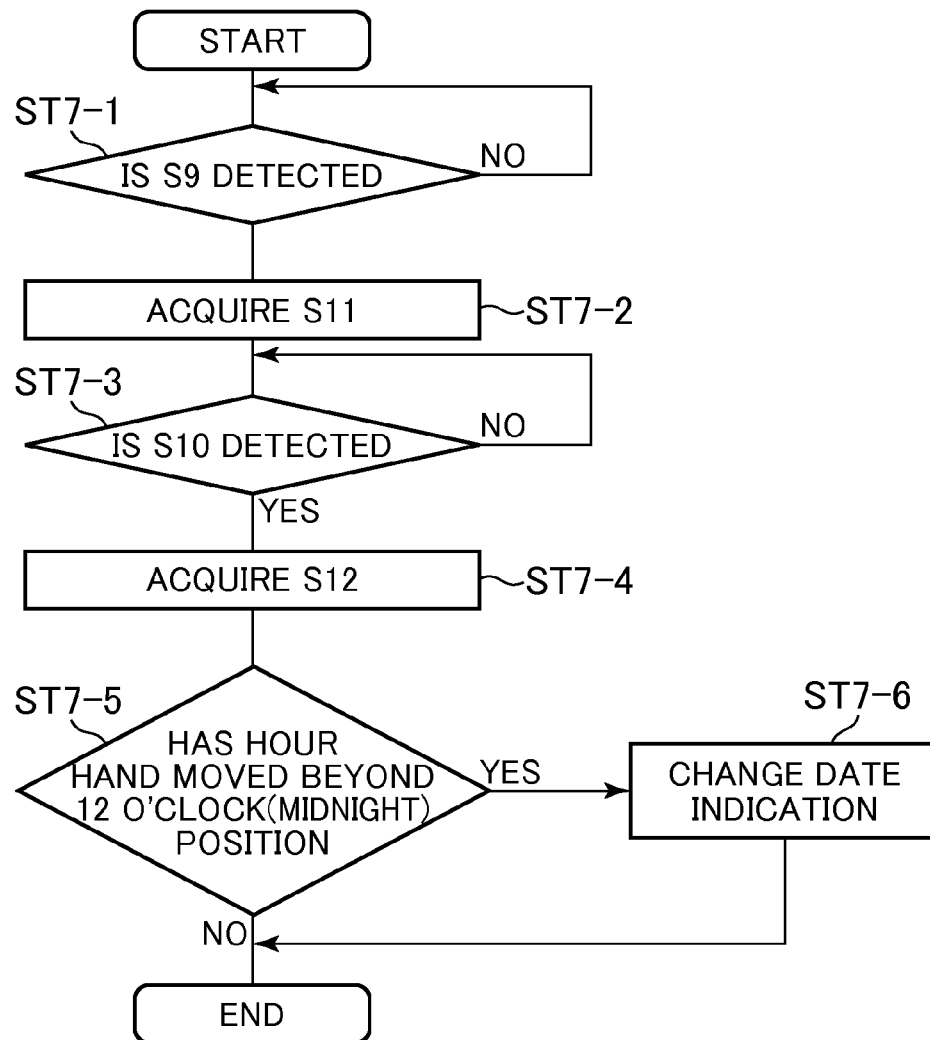 START
ST7-1
IS S9 DETECTED
NO
ACQUIRE S11
ST7-2
ST7-3
IS S10 DETECTED
NO
YES
ACQUIRE S12
ST7-4
ST7-5
HAS HOUR
HAND MOVED BEYOND
12 O'CLOCK(MIDNIGHT)
POSITION
YES
ST7-6
CHANGE DATE
INDICATION
NO
END